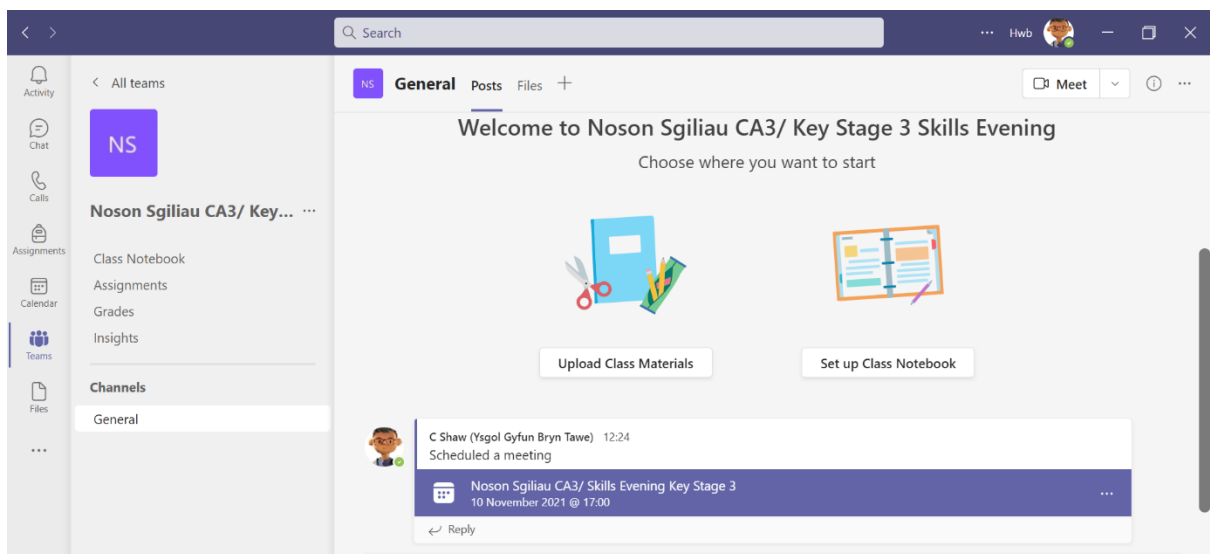 Search
... Hwb
Activity
Chat
Calls
Assignments
Calendar
Teams
Files
...
All teams
NS
Noson Sgiliau CA3/ Key... ...
Class Notebook
Assignments
Grades
Insights
Channels
General
NS General Posts Files +
Meet
...
Welcome to Noson Sgiliau CA3/ Key Stage 3 Skills Evening
Choose where you want to start
Upload Class Materials
Set up Class Notebook
C Shaw (Ysgol Gyfun Bryn Tawe) 12:24
Scheduled a meeting
Noson Sgiliau CA3/ Skills Evening Key Stage 3
10 November 2021 @ 17:00
...
Reply